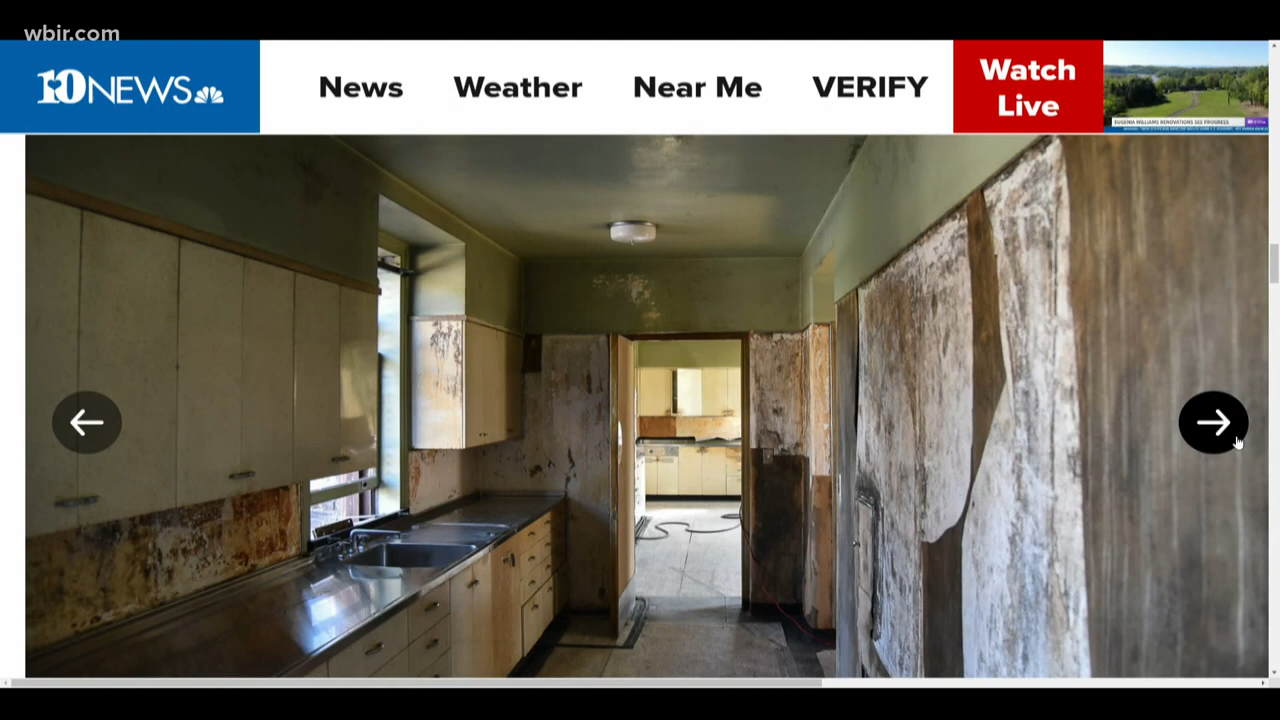 wbir.com
10NEWS
News
Weather
Near Me
VERIFY
Watch
Live
EUGENIA WILLIAMS RENOVATIONS SEE PROGRESS